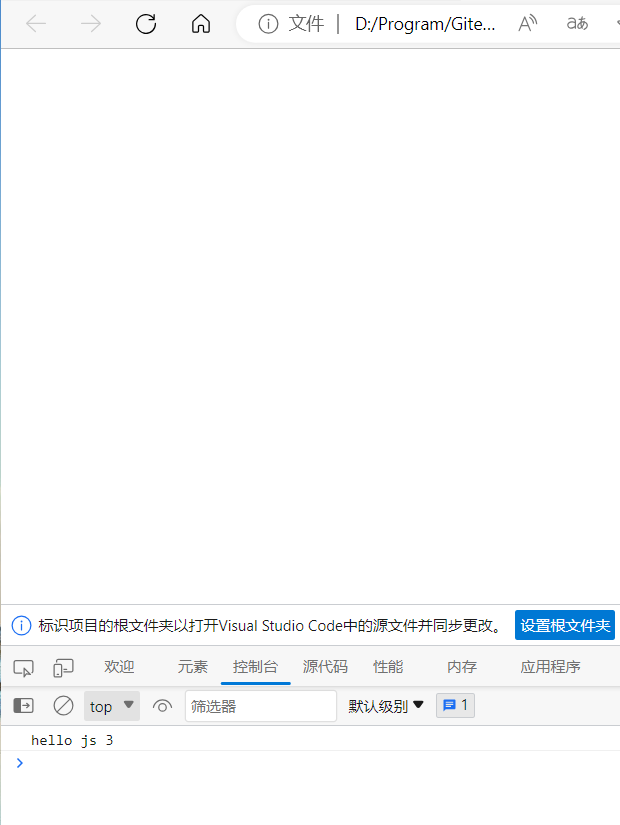 文件 | D:/Program/Gite... A aあ
标识项目的根文件夹以打开Visual Studio Code中的源文件并同步更改。 设置根文件夹
欢迎 元素 控制台 源代码 性能 内存 应用程序
top 筛选器 默认级别 1
hello js 3